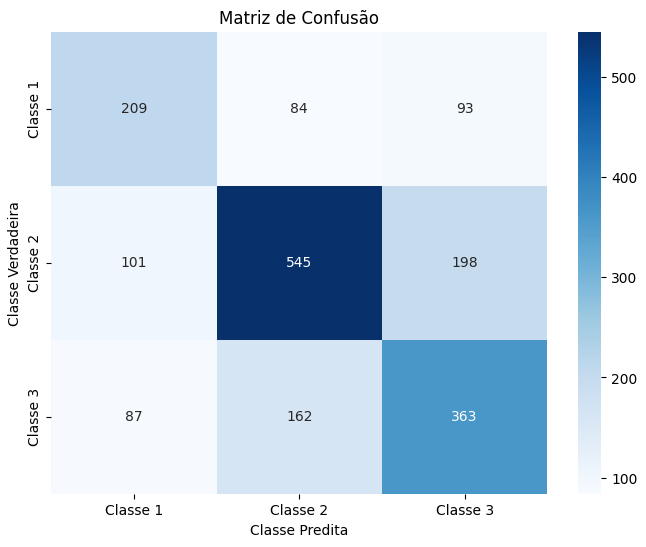 Matriz de Confusão
Classe Verdadeira
Classe 1
209 84 93
Classe 2
101 545 198
Classe 3
87 162 363
Classe 1 Classe 2 Classe 3
Classe Predita
500
400
300
200
100